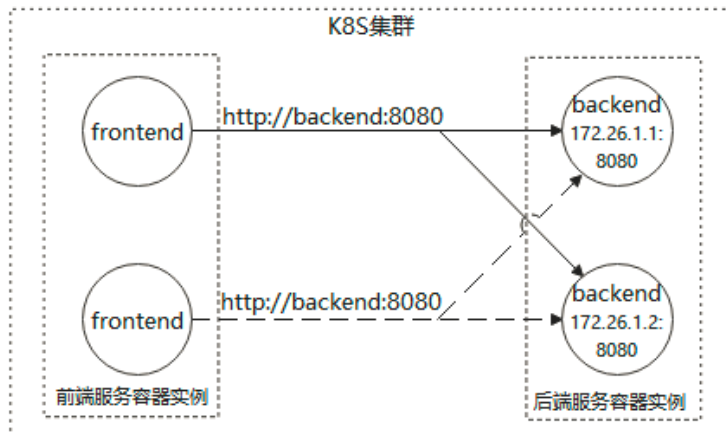 K8S集群
frontend
http://backend:8080
backend
172.26.1.1:
8080
frontend
http://backend:8080
backend
172.26.1.2:
8080
前端服务容器实例
后端服务容器实例